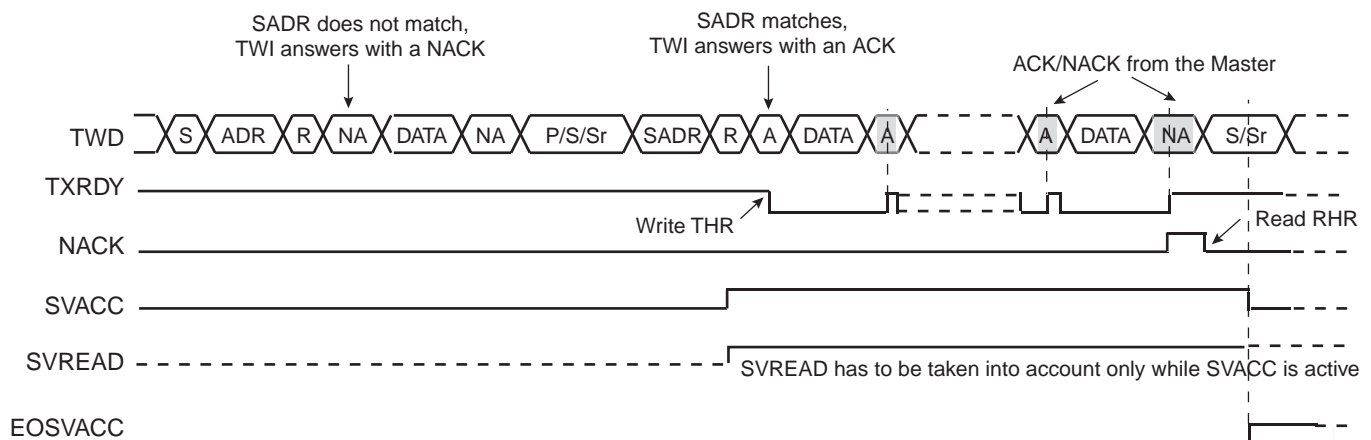 SADR does not match,
TWI answers with a NACK
SADR matches,
TWI answers with an ACK
ACK/NACK from the Master
TWD S ADR R NA DATA NA P/S/Sr SADR R A DATA A A DATA NA S/Sr
TXRDY
Write THR
Read RHR
NACK
SVACC
SVREAD
SVREAD has to be taken into account only while SVACC is active
EOSVACC